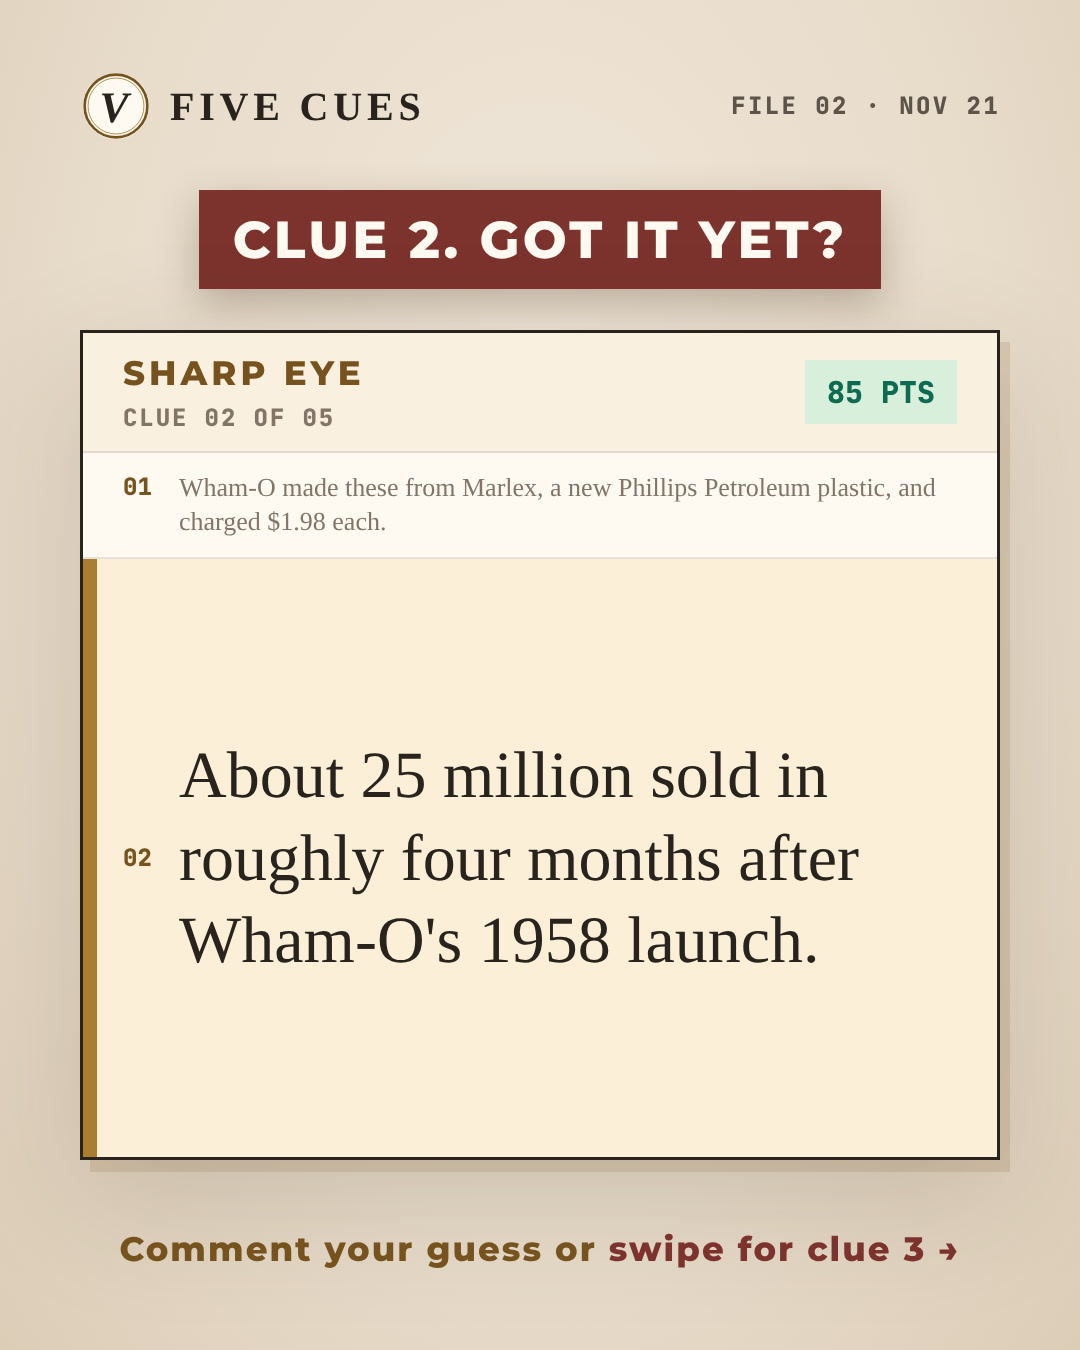 V FIVE CUES
FILE 02 · NOV 21
CLUE 2. GOT IT YET?
SHARP EYE
CLUE 02 OF 05
85 PTS
01 Wham-O made these from Marlex, a new Phillips Petroleum plastic, and
charged $1.98 each.
About 25 million sold in
02 roughly four months after
Wham-O's 1958 launch.
Comment your guess or swipe for clue 3 →